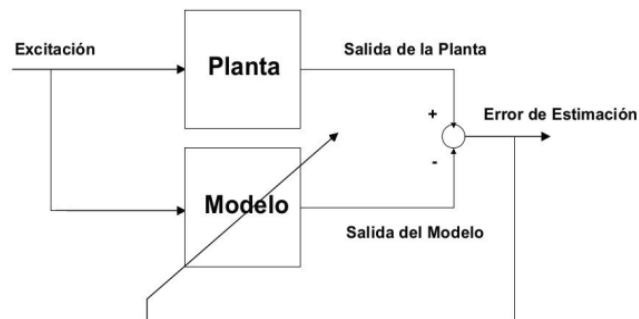 Excitación
Planta
Salida de la Planta
+
Error de Estimación
-
Modelo
Salida del Modelo